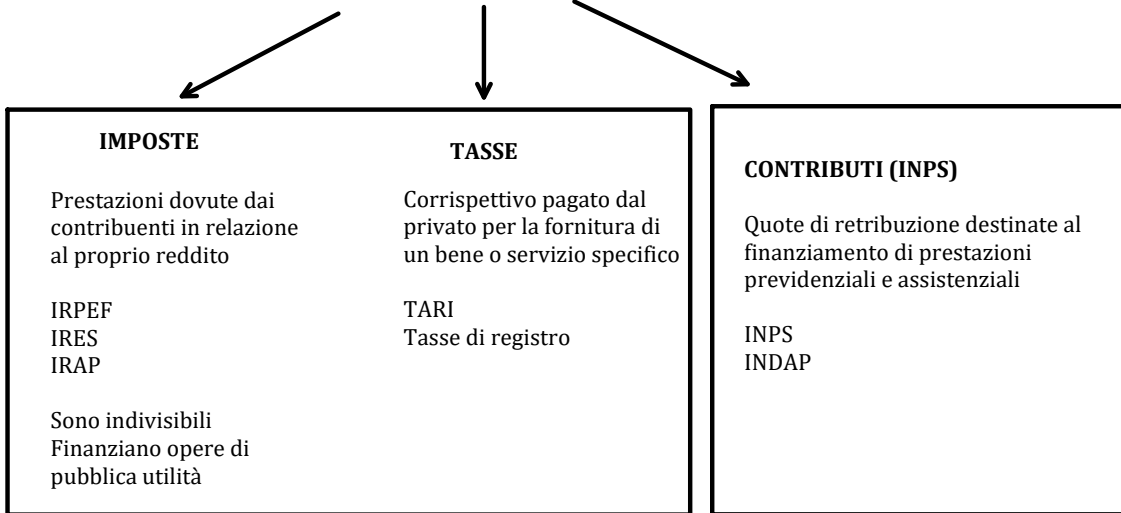 IMPOSTE
Prestazioni dovute dai
contribuenti in relazione
al proprio reddito
IRPEF
IRES
IRAP
Sono indivisibili
Finanziano opere di
pubblica utilità
TASSE
Corrispettivo pagato dal
privato per la fornitura di
un bene o servizio specifico
TARI
Tasse di registro
CONTRIBUTI (INPS)
Quote di retribuzione destinate al
finanziamento di prestazioni
previdenziali e assistenziali
INPS
INDAP